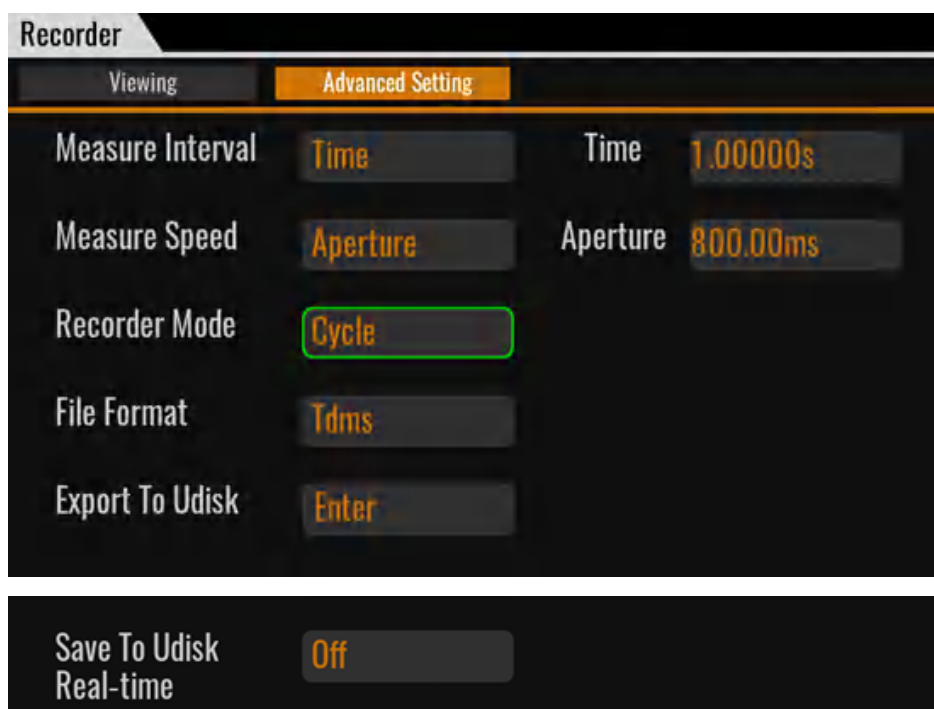 Recorder
Viewing Advanced Setting
Measure Interval Time Time 1.00000s
Measure Speed Aperture Aperture 800.00ms
Recorder Mode Cycle
File Format Tdms
Export To Udisk Enter
Save To Udisk Off
Real-time